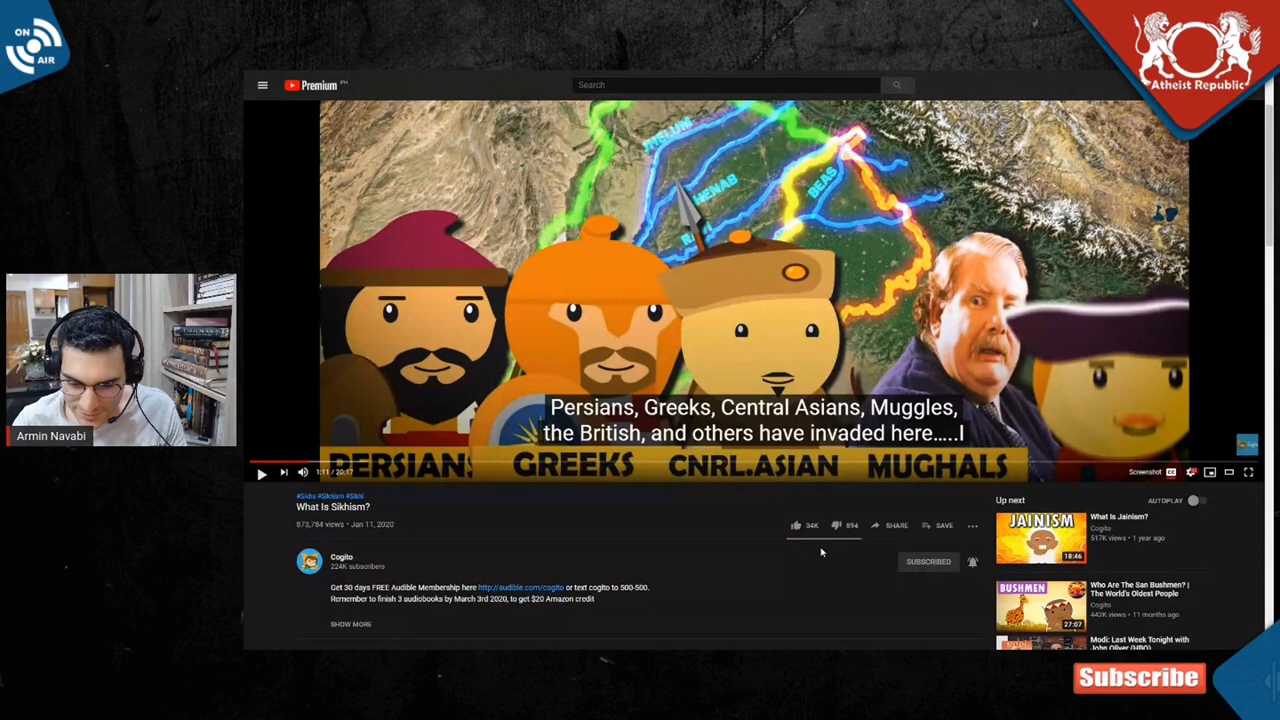 ON
AIR
Atheist Republic
Premium PH
Search
JHELUM
BEAS
Persians, Greeks, Central Asians, Muggles,
the British, and others have invaded here.....I
PERSIANS
GREEKS
CNRL.ASIAN
MUGHALS
1:11 / 20:17
Screenshot
CC
Armin Navabi
#Sikhs #Sikhism #Sikhi
What Is Sikhism?
873,784 views • Jan 11, 2020
34K
894
SHARE
SAVE
Cogito
224K subscribers
SUBSCRIBED
Get 30 days FREE Audible Membership here http://audible.com/cogito or text cogito to 500-500.
Remember to finish 3 audiobooks by March 3rd 2020, to get $20 Amazon credit
SHOW MORE
Up next
AUTOPLAY
JAINISM
18:46
What Is Jainism?
Cogito
517K views • 1 year ago
BUSHMEN
27:07
Who Are The San Bushmen? |
The World's Oldest People
Cogito
442K views • 11 months ago
Modi: Last Week Tonight with
John Oliver (HBO)
Subscribe